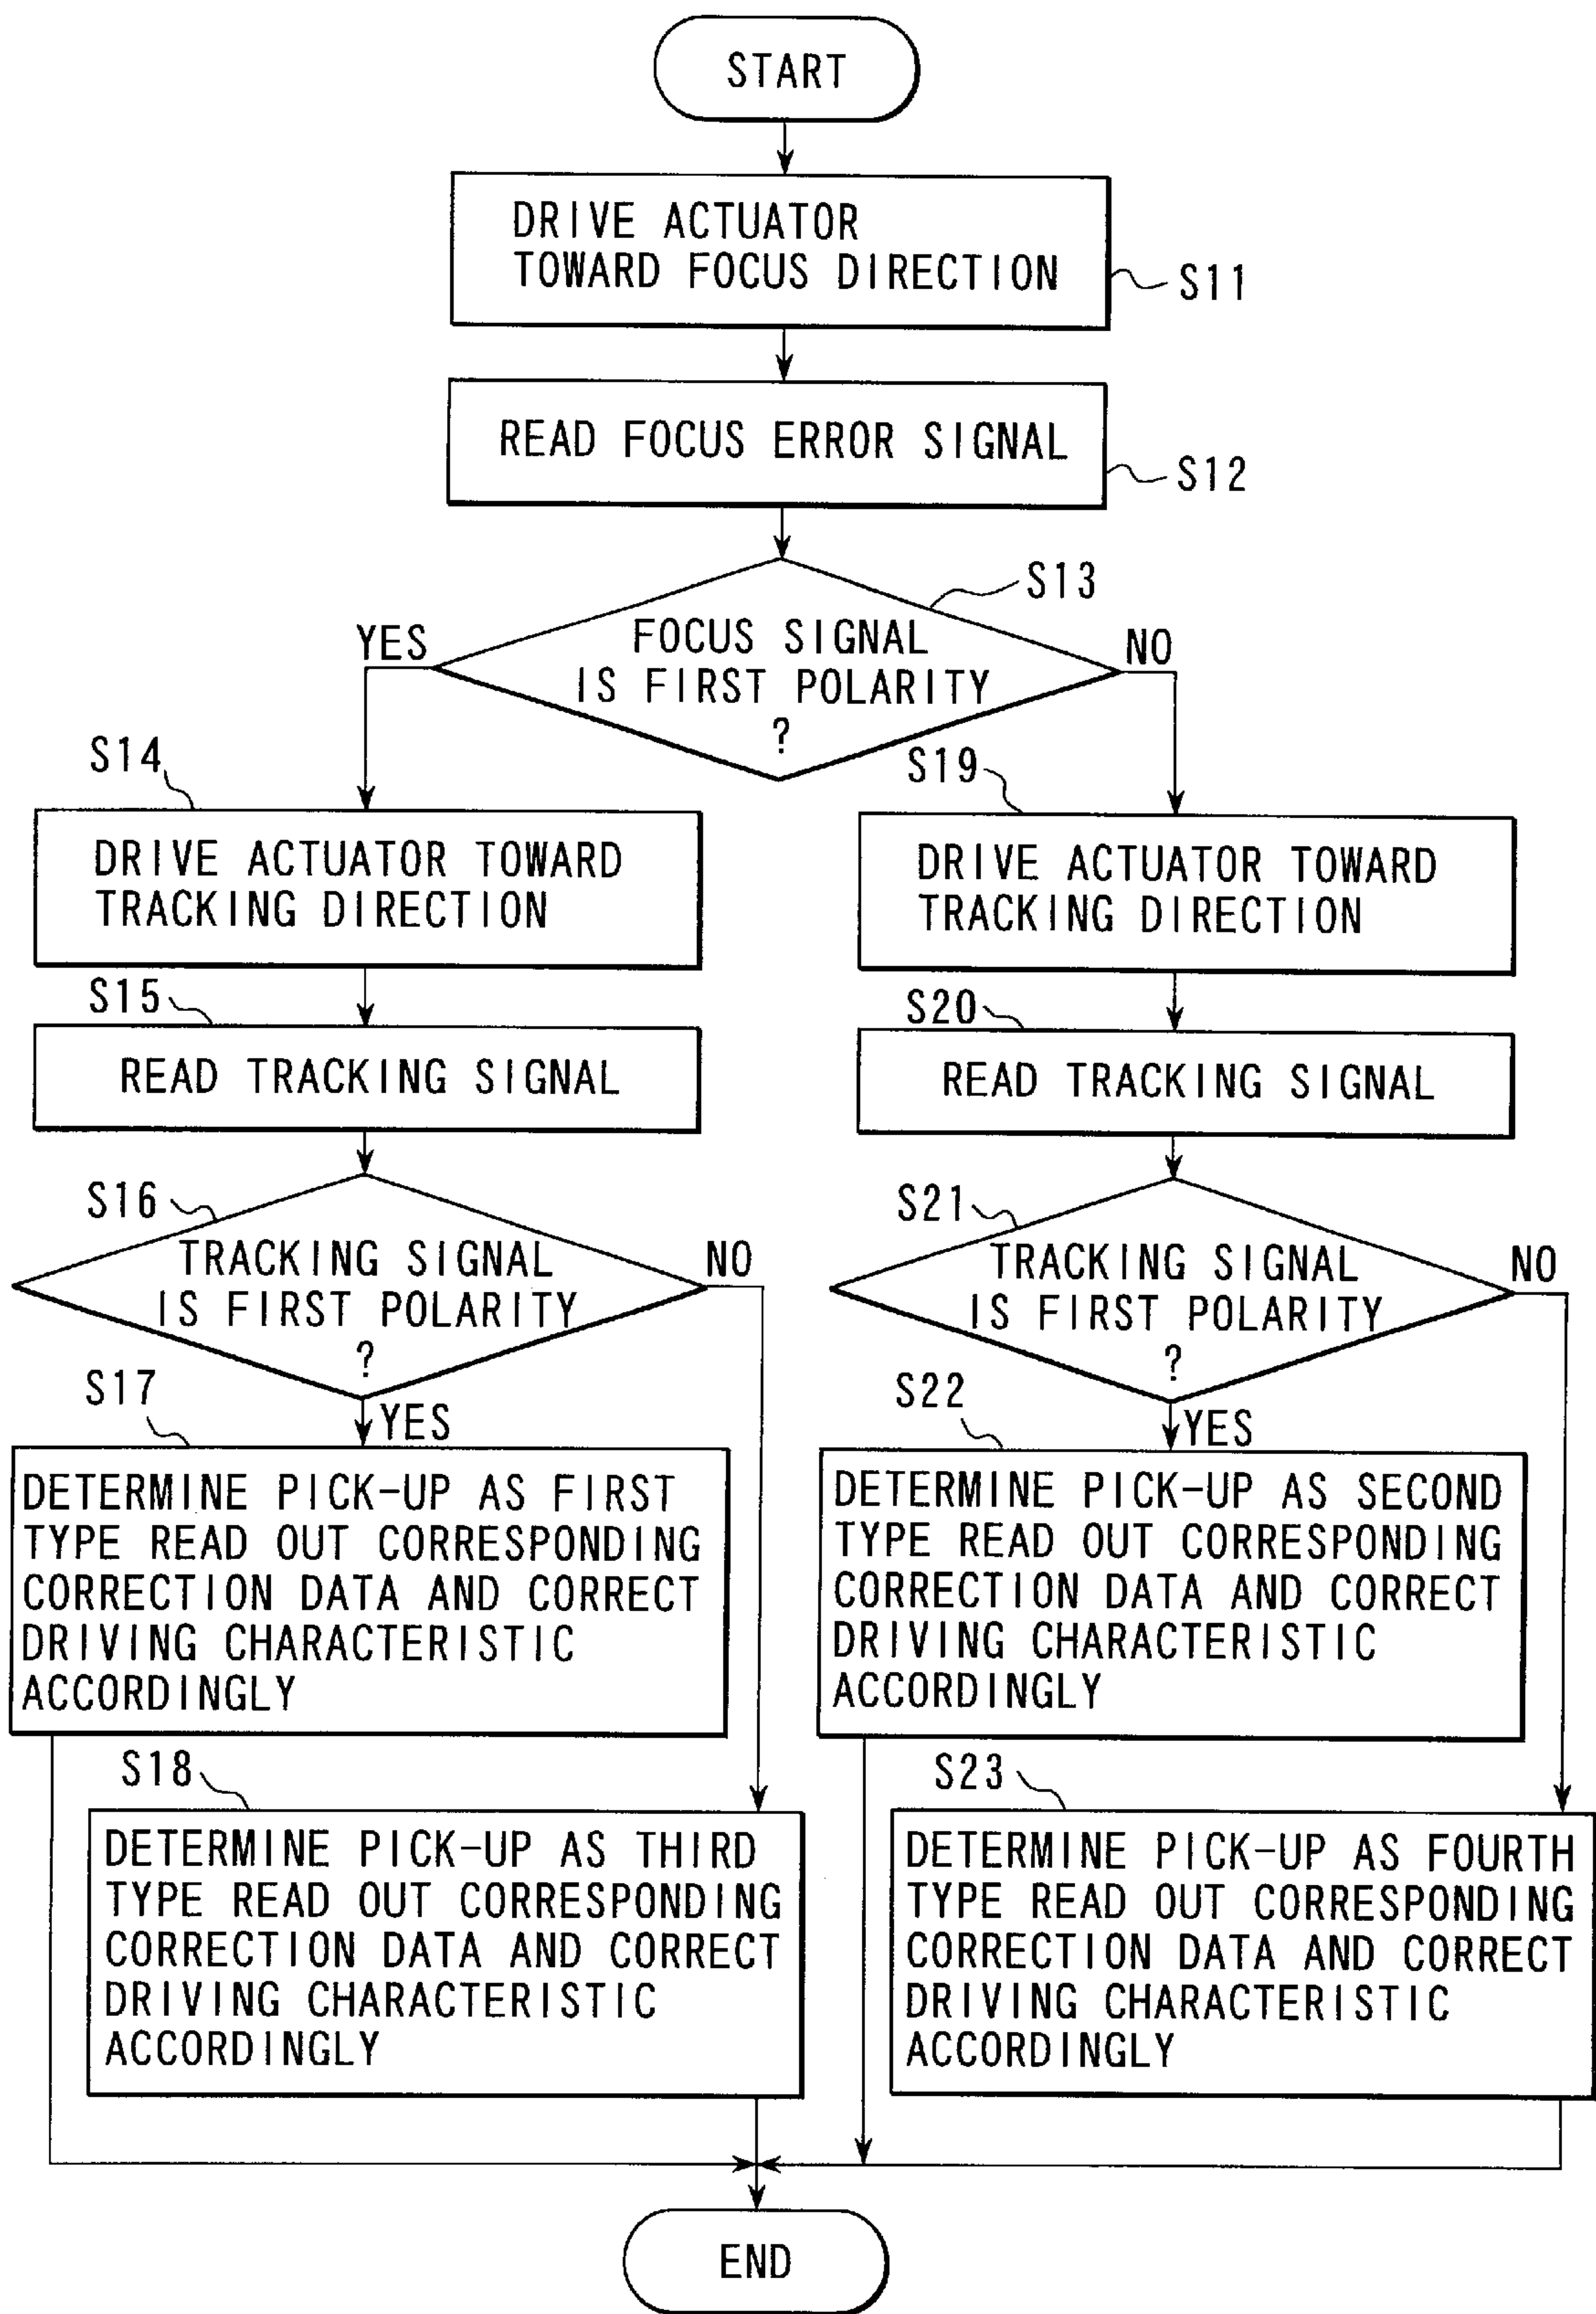 START
DRIVE ACTUATOR
TOWARD FOCUS DIRECTION
S11
READ FOCUS ERROR SIGNAL
S12
S13
FOCUS SIGNAL
IS FIRST POLARITY
?
YES
NO
S14
DRIVE ACTUATOR TOWARD
TRACKING DIRECTION
S15
READ TRACKING SIGNAL
S16
TRACKING SIGNAL
IS FIRST POLARITY
?
NO
YES
S17
DETERMINE PICK-UP AS FIRST
TYPE READ OUT CORRESPONDING
CORRECTION DATA AND CORRECT
DRIVING CHARACTERISTIC
ACCORDINGLY
S18
DETERMINE PICK-UP AS THIRD
TYPE READ OUT CORRESPONDING
CORRECTION DATA AND CORRECT
DRIVING CHARACTERISTIC
ACCORDINGLY
S19
DRIVE ACTUATOR TOWARD
TRACKING DIRECTION
S20
READ TRACKING SIGNAL
S21
TRACKING SIGNAL
IS FIRST POLARITY
?
NO
YES
S22
DETERMINE PICK-UP AS SECOND
TYPE READ OUT CORRESPONDING
CORRECTION DATA AND CORRECT
DRIVING CHARACTERISTIC
ACCORDINGLY
S23
DETERMINE PICK-UP AS FOURTH
TYPE READ OUT CORRESPONDING
CORRECTION DATA AND CORRECT
DRIVING CHARACTERISTIC
ACCORDINGLY
END